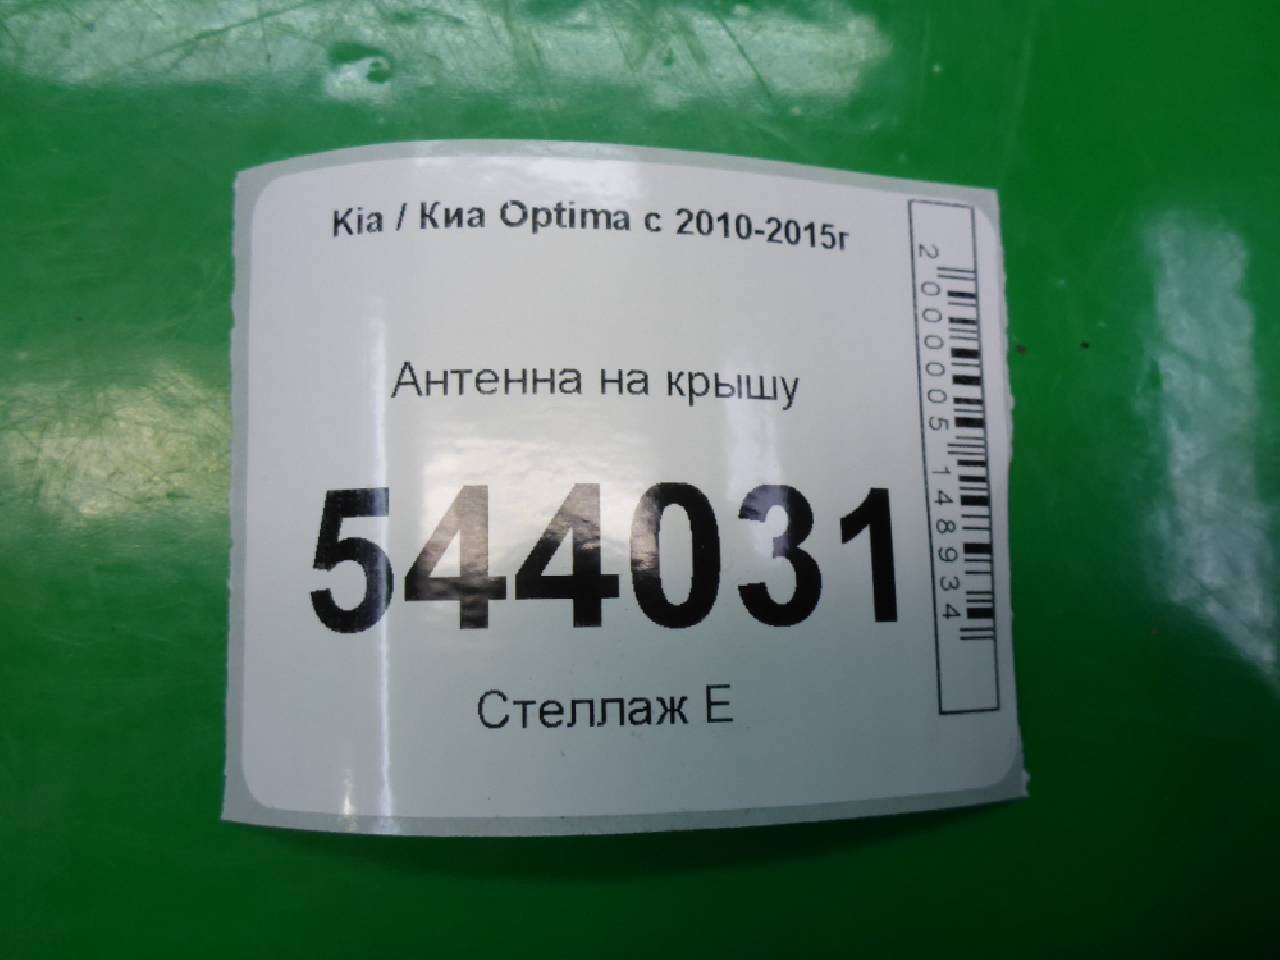 Kia / Киа Optima с 2010-2015г
Антенна на крышу
544031
Стеллаж Е
2000005148934